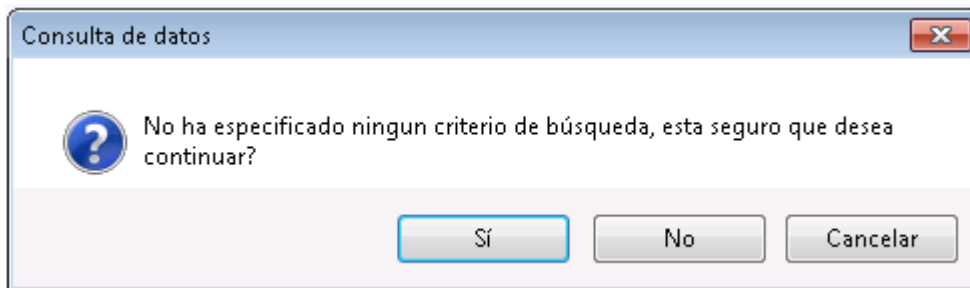 Consulta de datos
No ha especificado ningun criterio de búsqueda, esta seguro que desea
continuar?
Sí
No
Cancelar